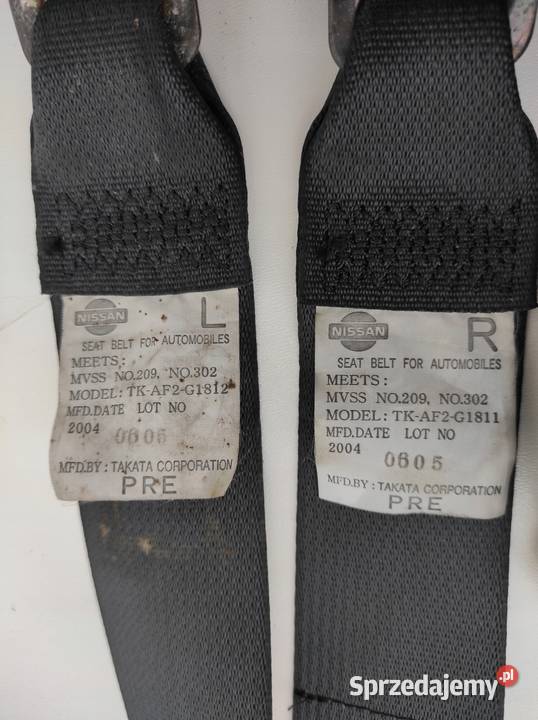 NISSAN L
SEAT BELT FOR AUTOMOBILES
MEETS:
MVSS NO.209, NO.302
MODEL: TK-AF2-G1812
MFD.DATE LOT NO
2004 0605
MFD.BY : TAKATA CORPORATION
PRE
NISSAN R
SEAT BELT FOR AUTOMOBILES
MEETS:
MVSS NO.209, NO.302
MODEL: TK-AF2-G1811
MFD.DATE LOT NO
2004 0605
MFD.BY : TAKATA CORPORATION
PRE
Sprzedajemy.pl